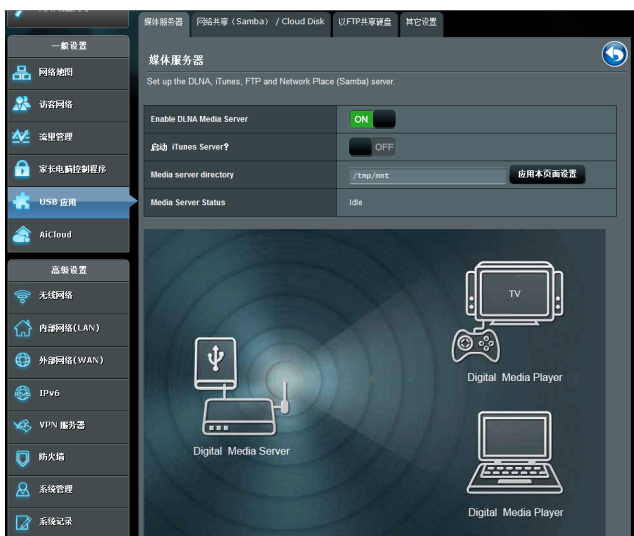 媒体服务器
网络共享（Samba） / Cloud Disk
以FTP共享硬盘
其它设置
一般设置
网络地图
访客网络
流量管理
家长电脑控制程序
USB 应用
AiCloud
高级设置
无线网络
内部网络(LAN)
外部网络(WAN)
IPv6
VPN 服务器
防火墙
系统管理
系统记录
媒体服务器
Set up the DLNA, iTunes, FTP and Network Place (Samba) server.
Enable DLNA Media Server
ON
启动 iTunes Server?
OFF
Media server directory
/tmp/mnt
应用本页面设置
Media Server Status
Idle
TV
Digital Media Player
Digital Media Server
Digital Media Player